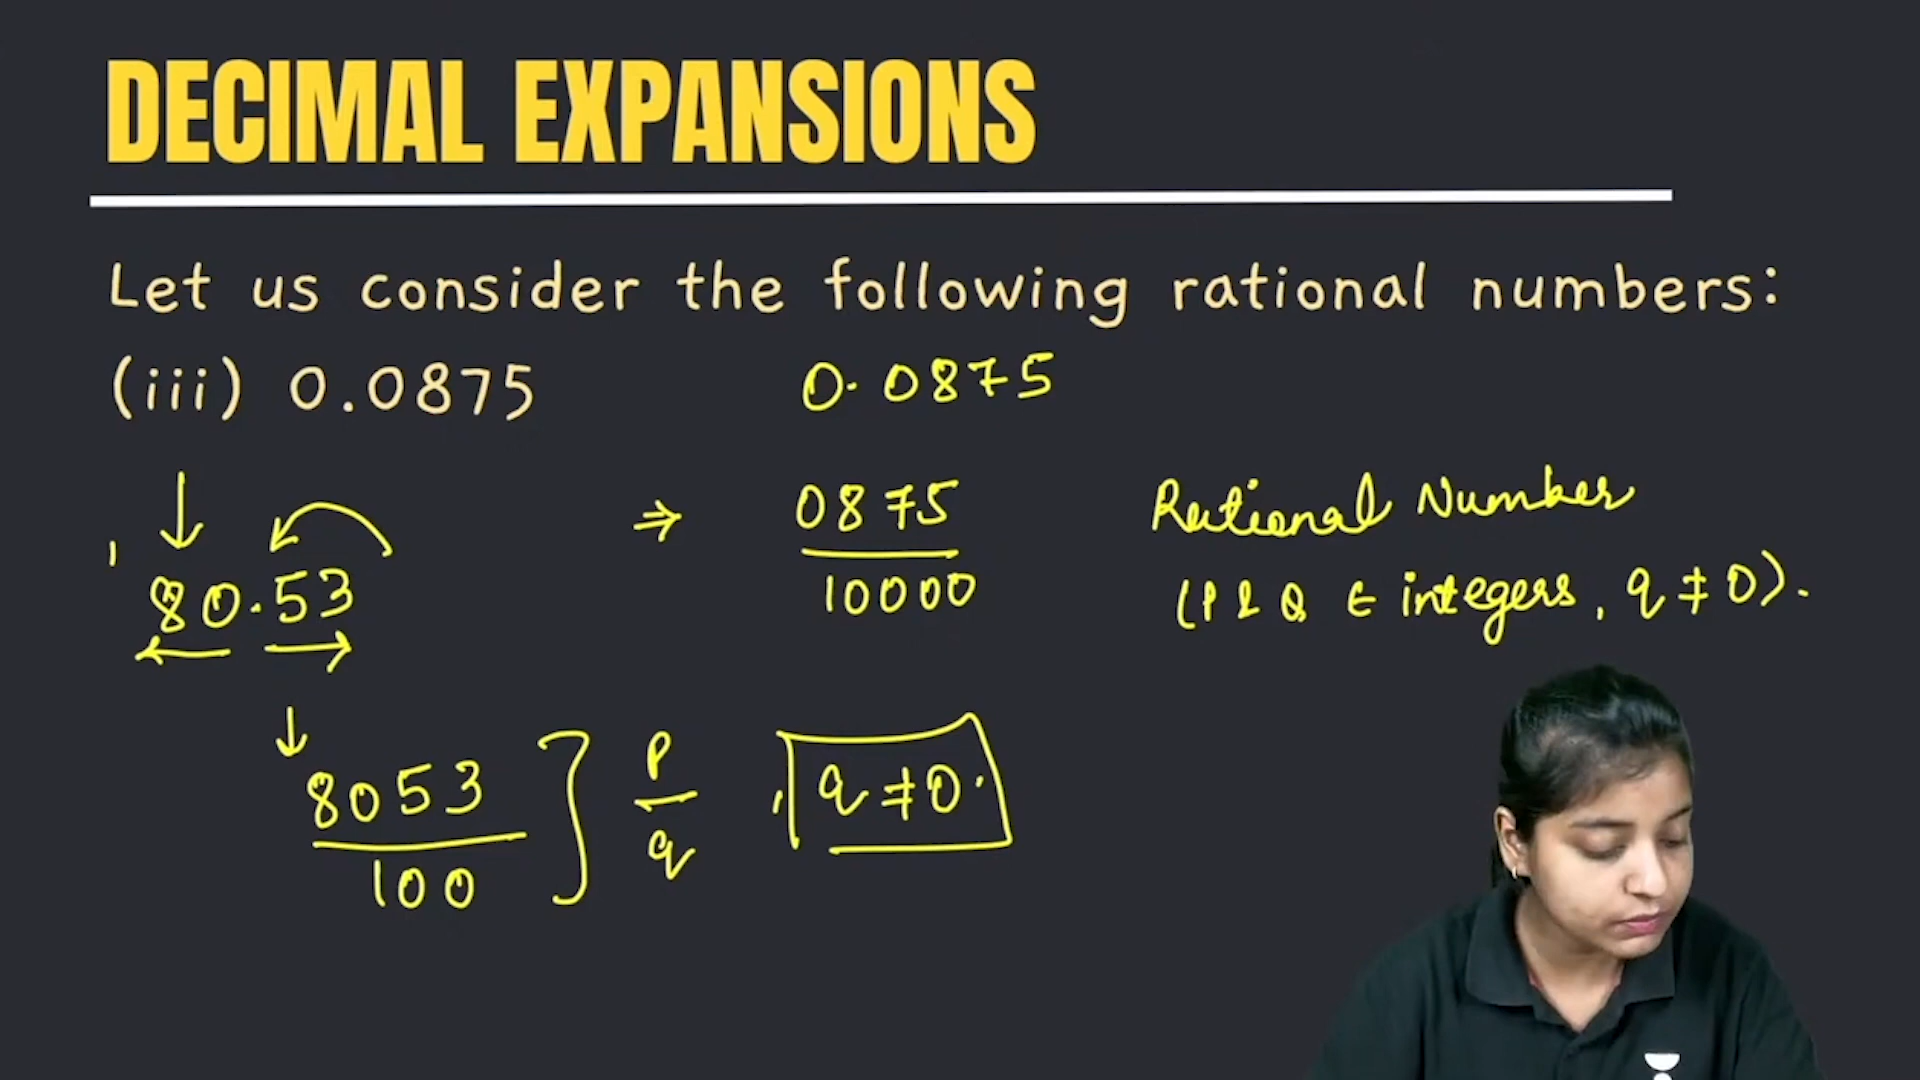 DECIMAL EXPANSIONS
Let us consider the following rational numbers:
(iii) 0.0875
0.0875
80.53
⇒ 0875
10000
Rational Number
(P & Q ∈ integers, q ≠ 0).
8053
100
P
q
, q ≠ 0.